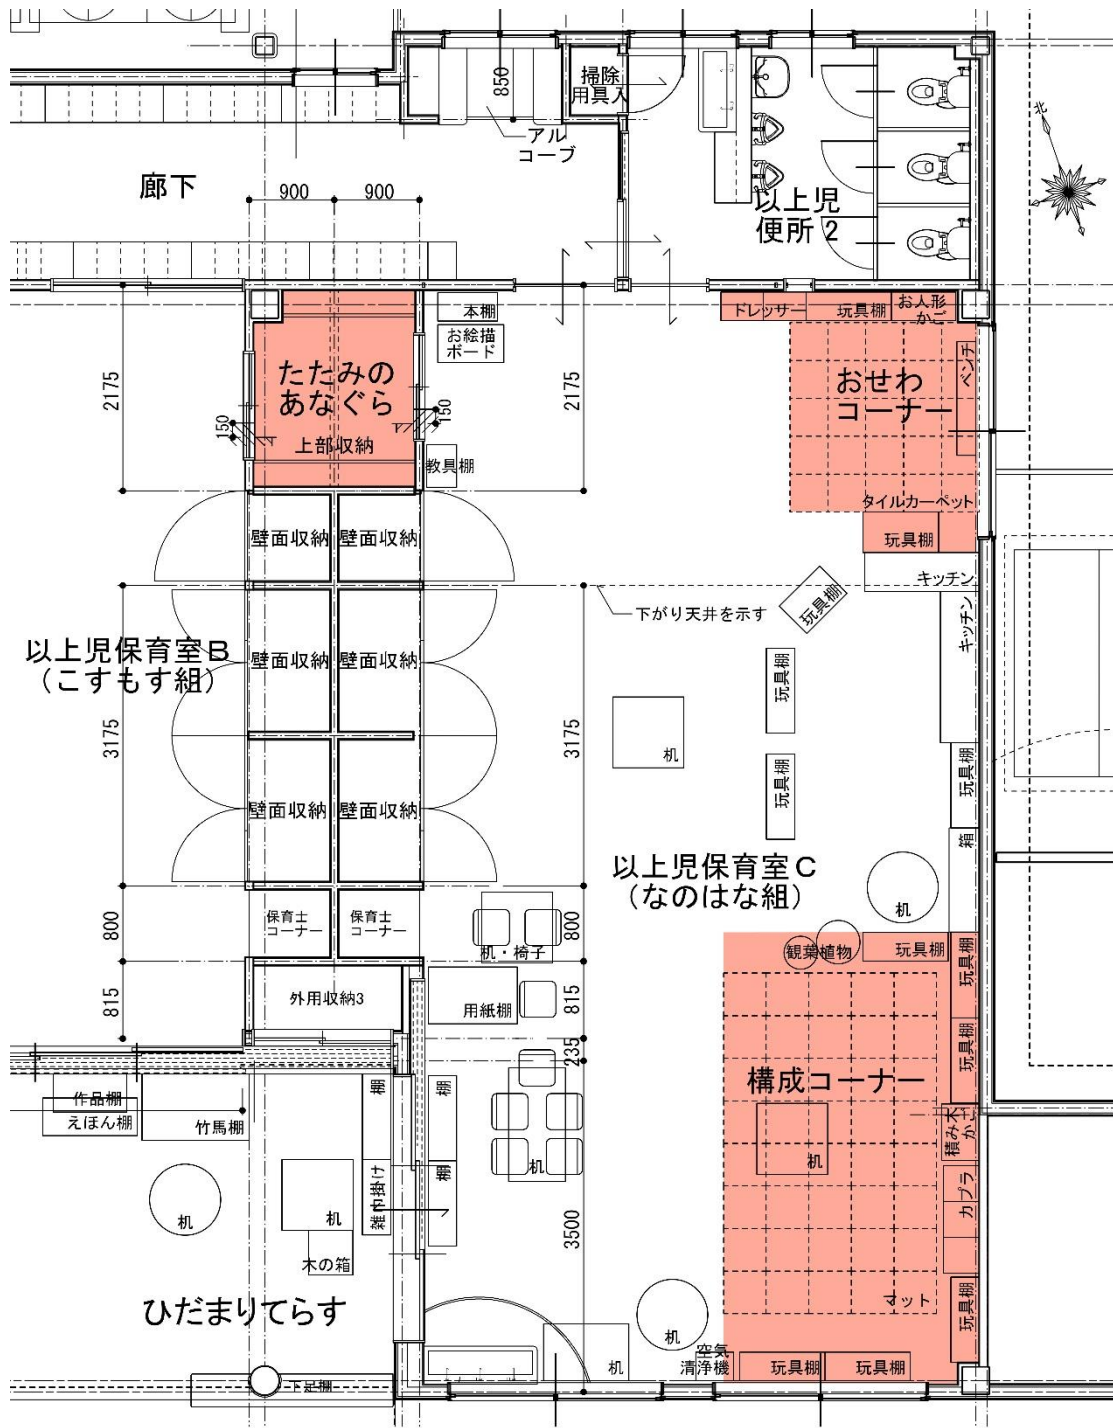 850
掃除
用具入
アル
コーブ
廊下
北
900
900
以上児
便所２
本棚
お絵描
ボード
ドレッサー
玩具棚
お人形
かご
ベンチ
たたみの
あなぐら
上部収納
おせわ
コーナー
2175
150
150
2175
教具棚
タイルカーペット
玩具棚
壁面収納
壁面収納
キッチン
キッチン
玩具棚
下がり天井を示す
以上児保育室Ｂ
（こすもす組）
壁面収納
壁面収納
玩具棚
3175
3175
机
玩具棚
玩具棚
壁面収納
壁面収納
箱
以上児保育室Ｃ
（なのはな組）
机
800
保育士
コーナー
保育士
コーナー
机・椅子
800
観葉植物
玩具棚
玩具棚
815
外用収納3
用紙棚
815
玩具棚
235
構成コーナー
作品棚
えほん棚
竹馬棚
棚
棚
机
積み木
かご
机
机
机
雑巾掛け
棚
カプラ
3500
木の箱
ひだまりてらす
マット
玩具棚
机
机
空気
清浄機
玩具棚
玩具棚
下足棚